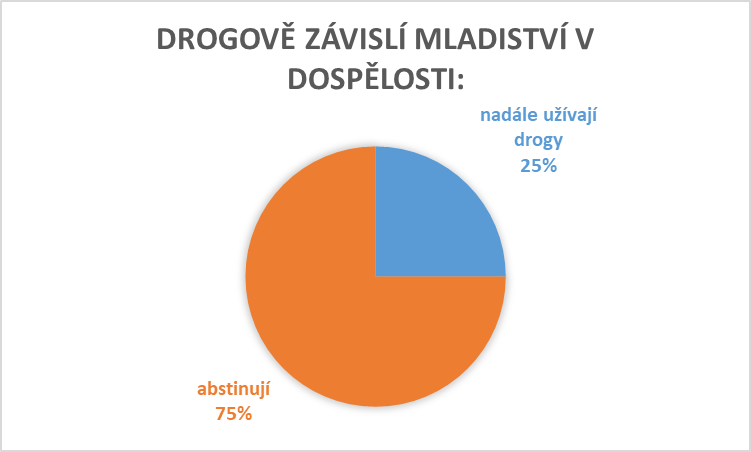 DROGOVĚ ZÁVISLÍ MLADISTVÍ V
DOSPĚLOSTI:
nadále užívají
drogy
25%
abstinují
75%